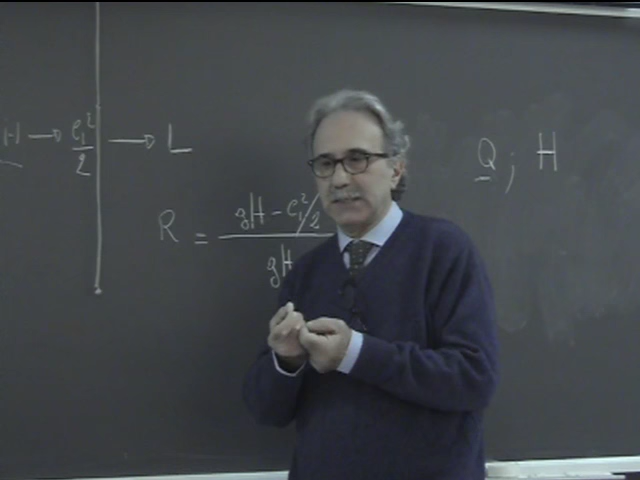 H → c₁²/2 → L
Q ; H
R = (gH - c₁²/2) / gH